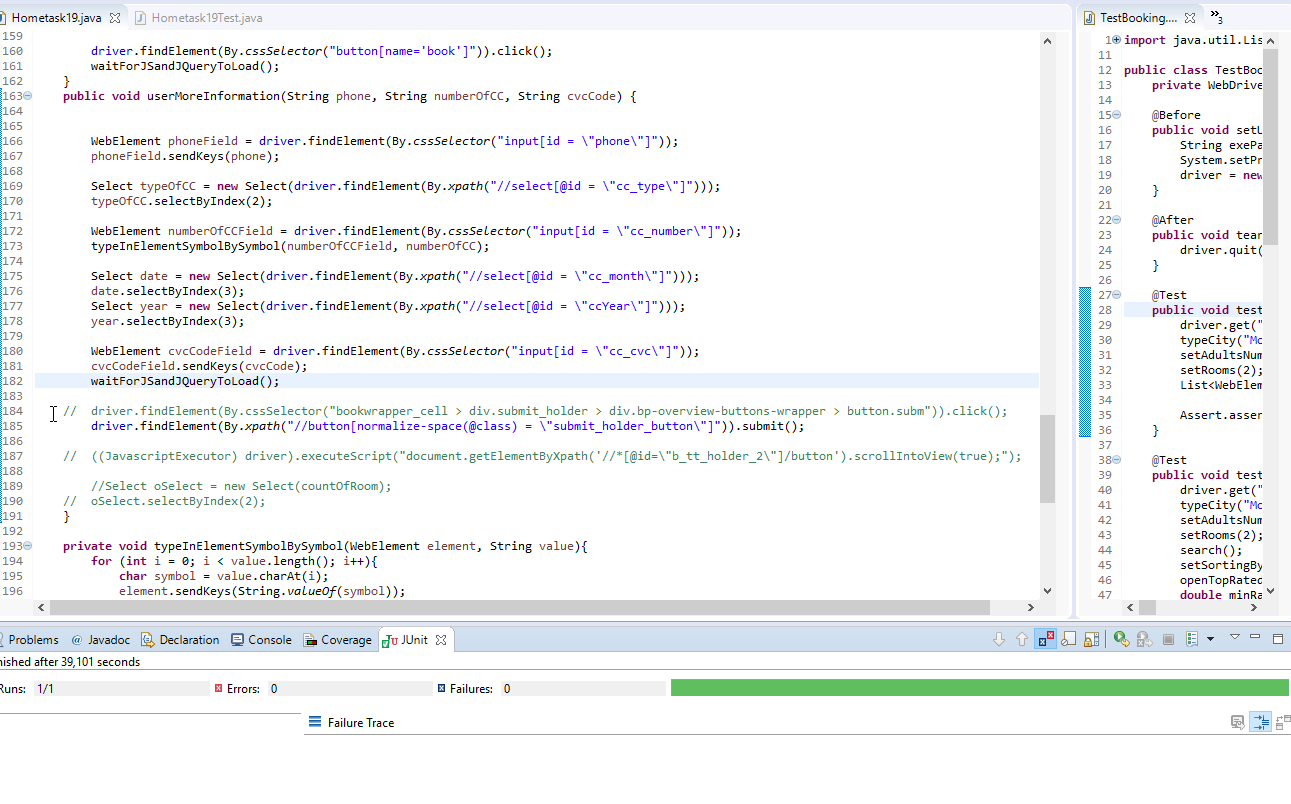 Hometask19.java
Hometask19Test.java
159
160 driver.findElement(By.cssSelector("button[name='book']")).click();
161 waitForJSandJQueryToLoad();
162 }
163 public void userMoreInformation(String phone, String numberOfCC, String cvcCode) {
164
165
166 WebElement phoneField = driver.findElement(By.cssSelector("input[id = \"phone\"]"));
167 phoneField.sendKeys(phone);
168
169 Select typeOfCC = new Select(driver.findElement(By.xpath("//select[@id = \"cc_type\"]")));
170 typeOfCC.selectByIndex(2);
171
172 WebElement numberOfCCField = driver.findElement(By.cssSelector("input[id = \"cc_number\"]"));
173 typeInElementSymbolBySymbol(numberOfCCField, numberOfCC);
174
175 Select date = new Select(driver.findElement(By.xpath("//select[@id = \"cc_month\"]")));
176 date.selectByIndex(3);
177 Select year = new Select(driver.findElement(By.xpath("//select[@id = \"ccYear\"]")));
178 year.selectByIndex(3);
179
180 WebElement cvcCodeField = driver.findElement(By.cssSelector("input[id = \"cc_cvc\"]"));
181 cvcCodeField.sendKeys(cvcCode);
182 waitForJSandJQueryToLoad();
183
184 // driver.findElement(By.cssSelector("bookwrapper_cell > div.submit_holder > div.bp-overview-buttons-wrapper > button.subm")).click();
185 driver.findElement(By.xpath("//button[normalize-space(@class) = \"submit_holder_button\"]")).submit();
186
187 // ((JavascriptExecutor) driver).executeScript("document.getElementByXpath('//*[@id=\"b_tt_holder_2\"]/button').scrollIntoView(true);");
188
189 //Select oSelect = new Select(countOfRoom);
190 // oSelect.selectByIndex(2);
191 }
192
193 private void typeInElementSymbolBySymbol(WebElement element, String value){
194 for (int i = 0; i < value.length(); i++){
195 char symbol = value.charAt(i);
196 element.sendKeys(String.valueOf(symbol));
TestBooking....
3
1 import java.util.Lis
11
12 public class TestBoo
13 private WebDrive
14
15 @Before
16 public void setU
17 String exePa
18 System.setPr
19 driver = new
20 }
21
22 @After
23 public void tear
24 driver.quit(
25 }
26
27 @Test
28 public void test
29 driver.get("
30 typeCity("Mo
31 setAdultsNum
32 setRooms(2);
33 List<WebElem
34
35 Assert.asser
36 }
37
38 @Test
39 public void test
40 driver.get("
41 typeCity("Mo
42 setAdultsNum
43 setRooms(2);
44 search();
45 setSortingBy
46 openTopRated
47 double minRa
Problems @ Javadoc Declaration Console Coverage JUnit
nished after 39,101 seconds
Runs: 1/1 Errors: 0 Failures: 0
Failure Trace